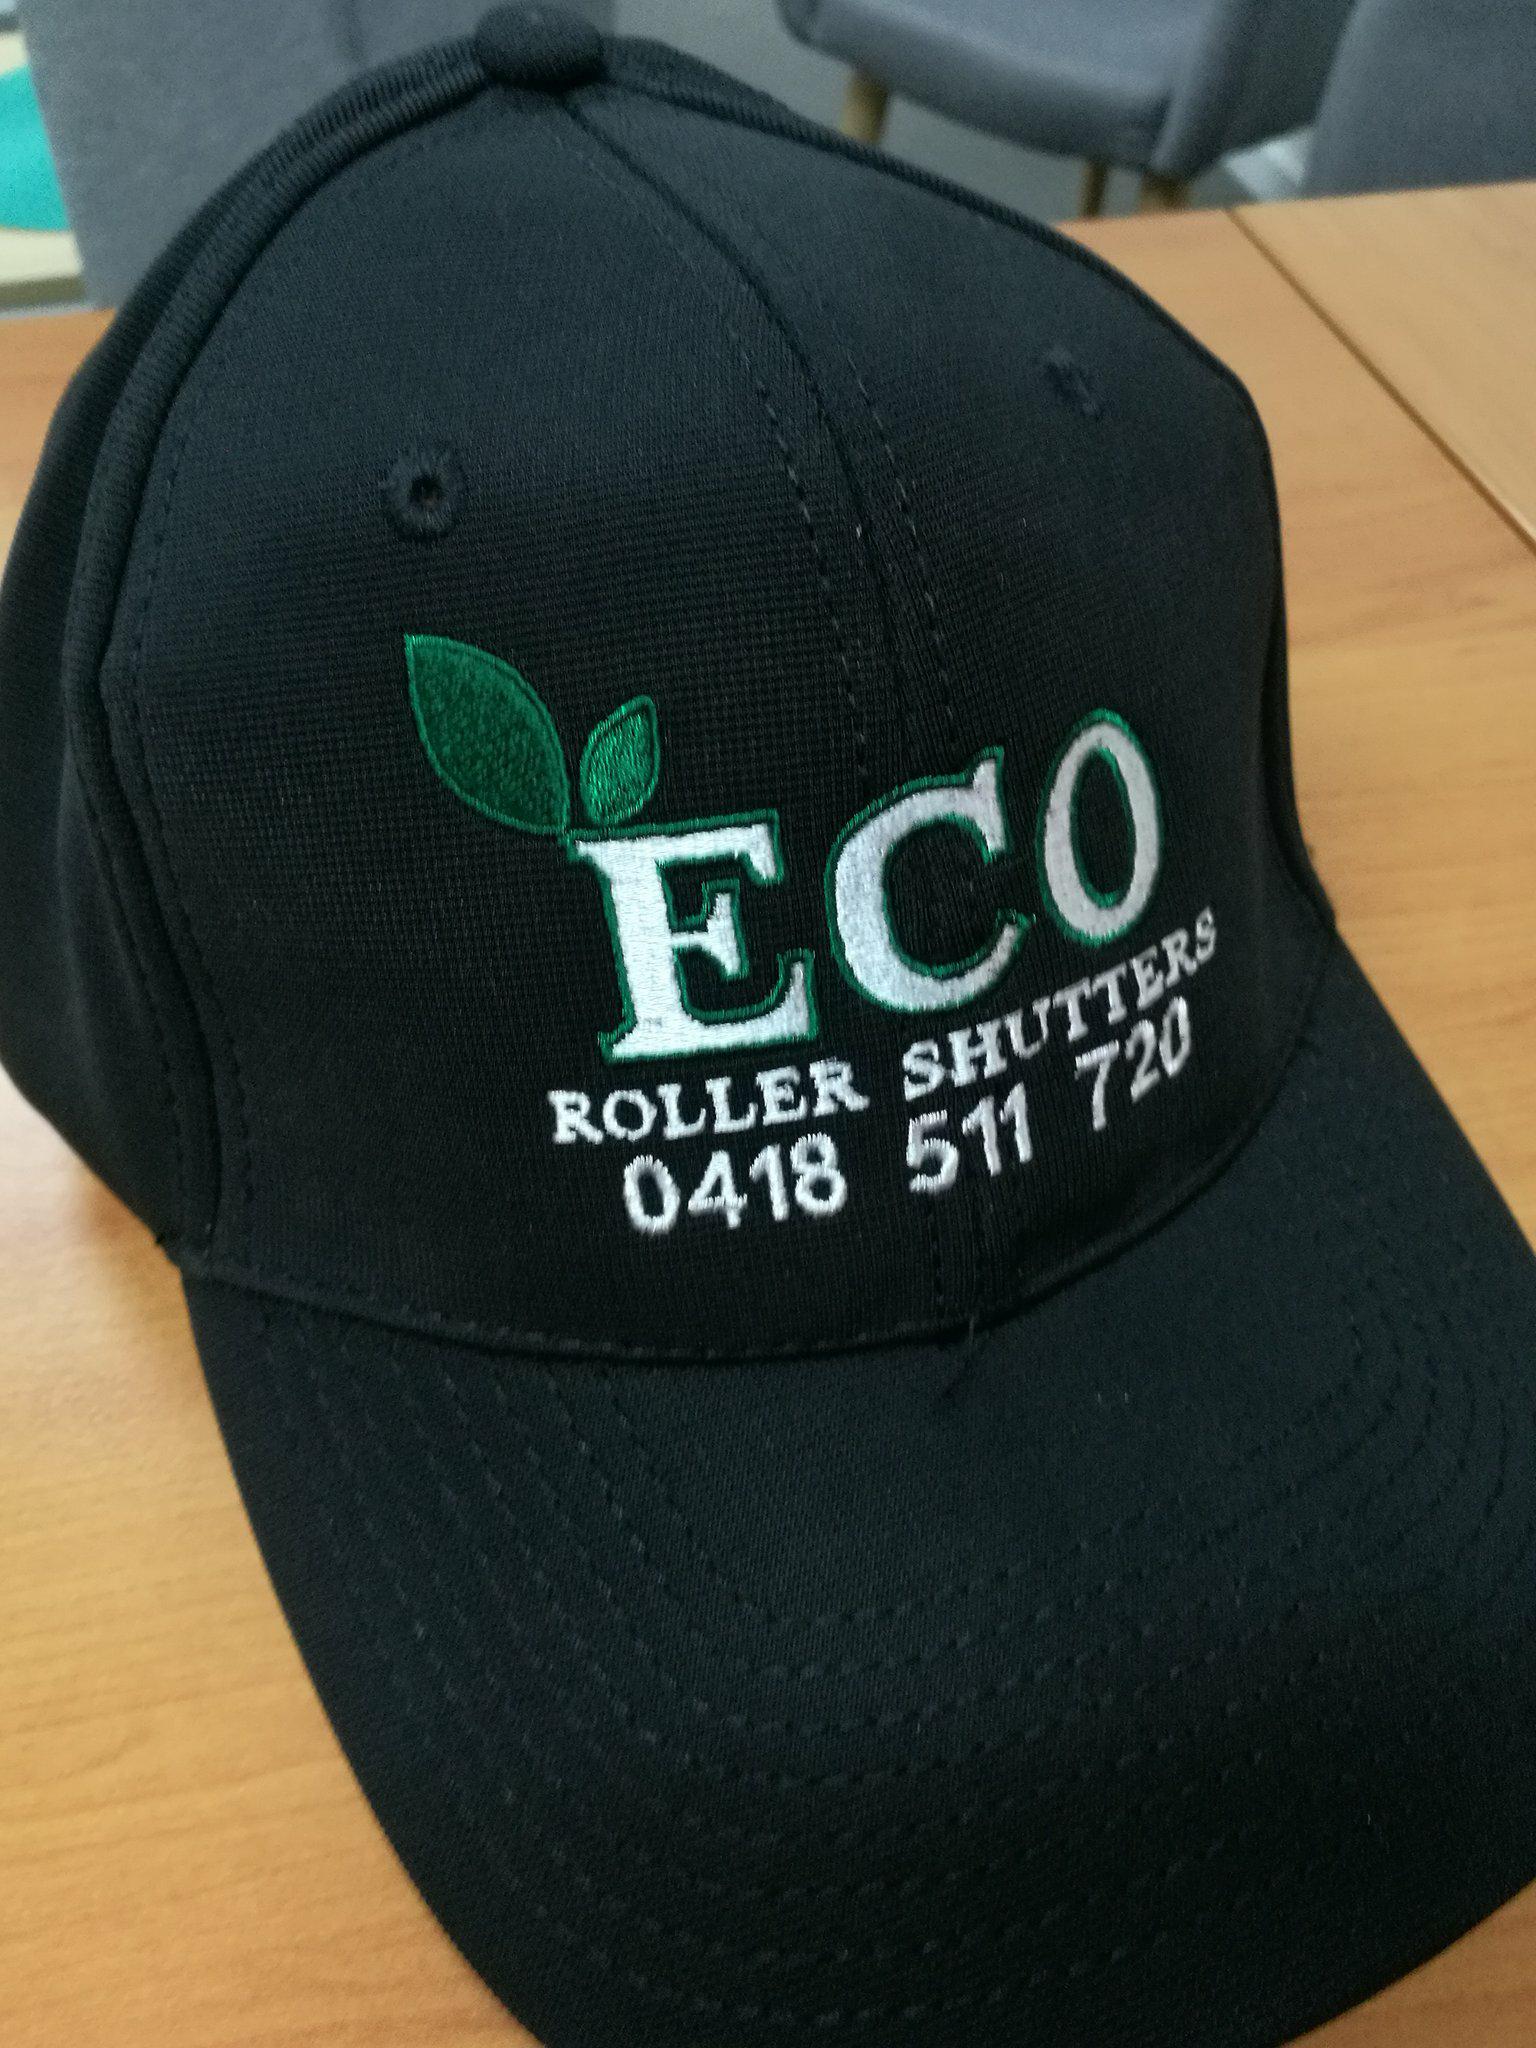 ECO
ROLLER SHUTTERS
0418 511 720